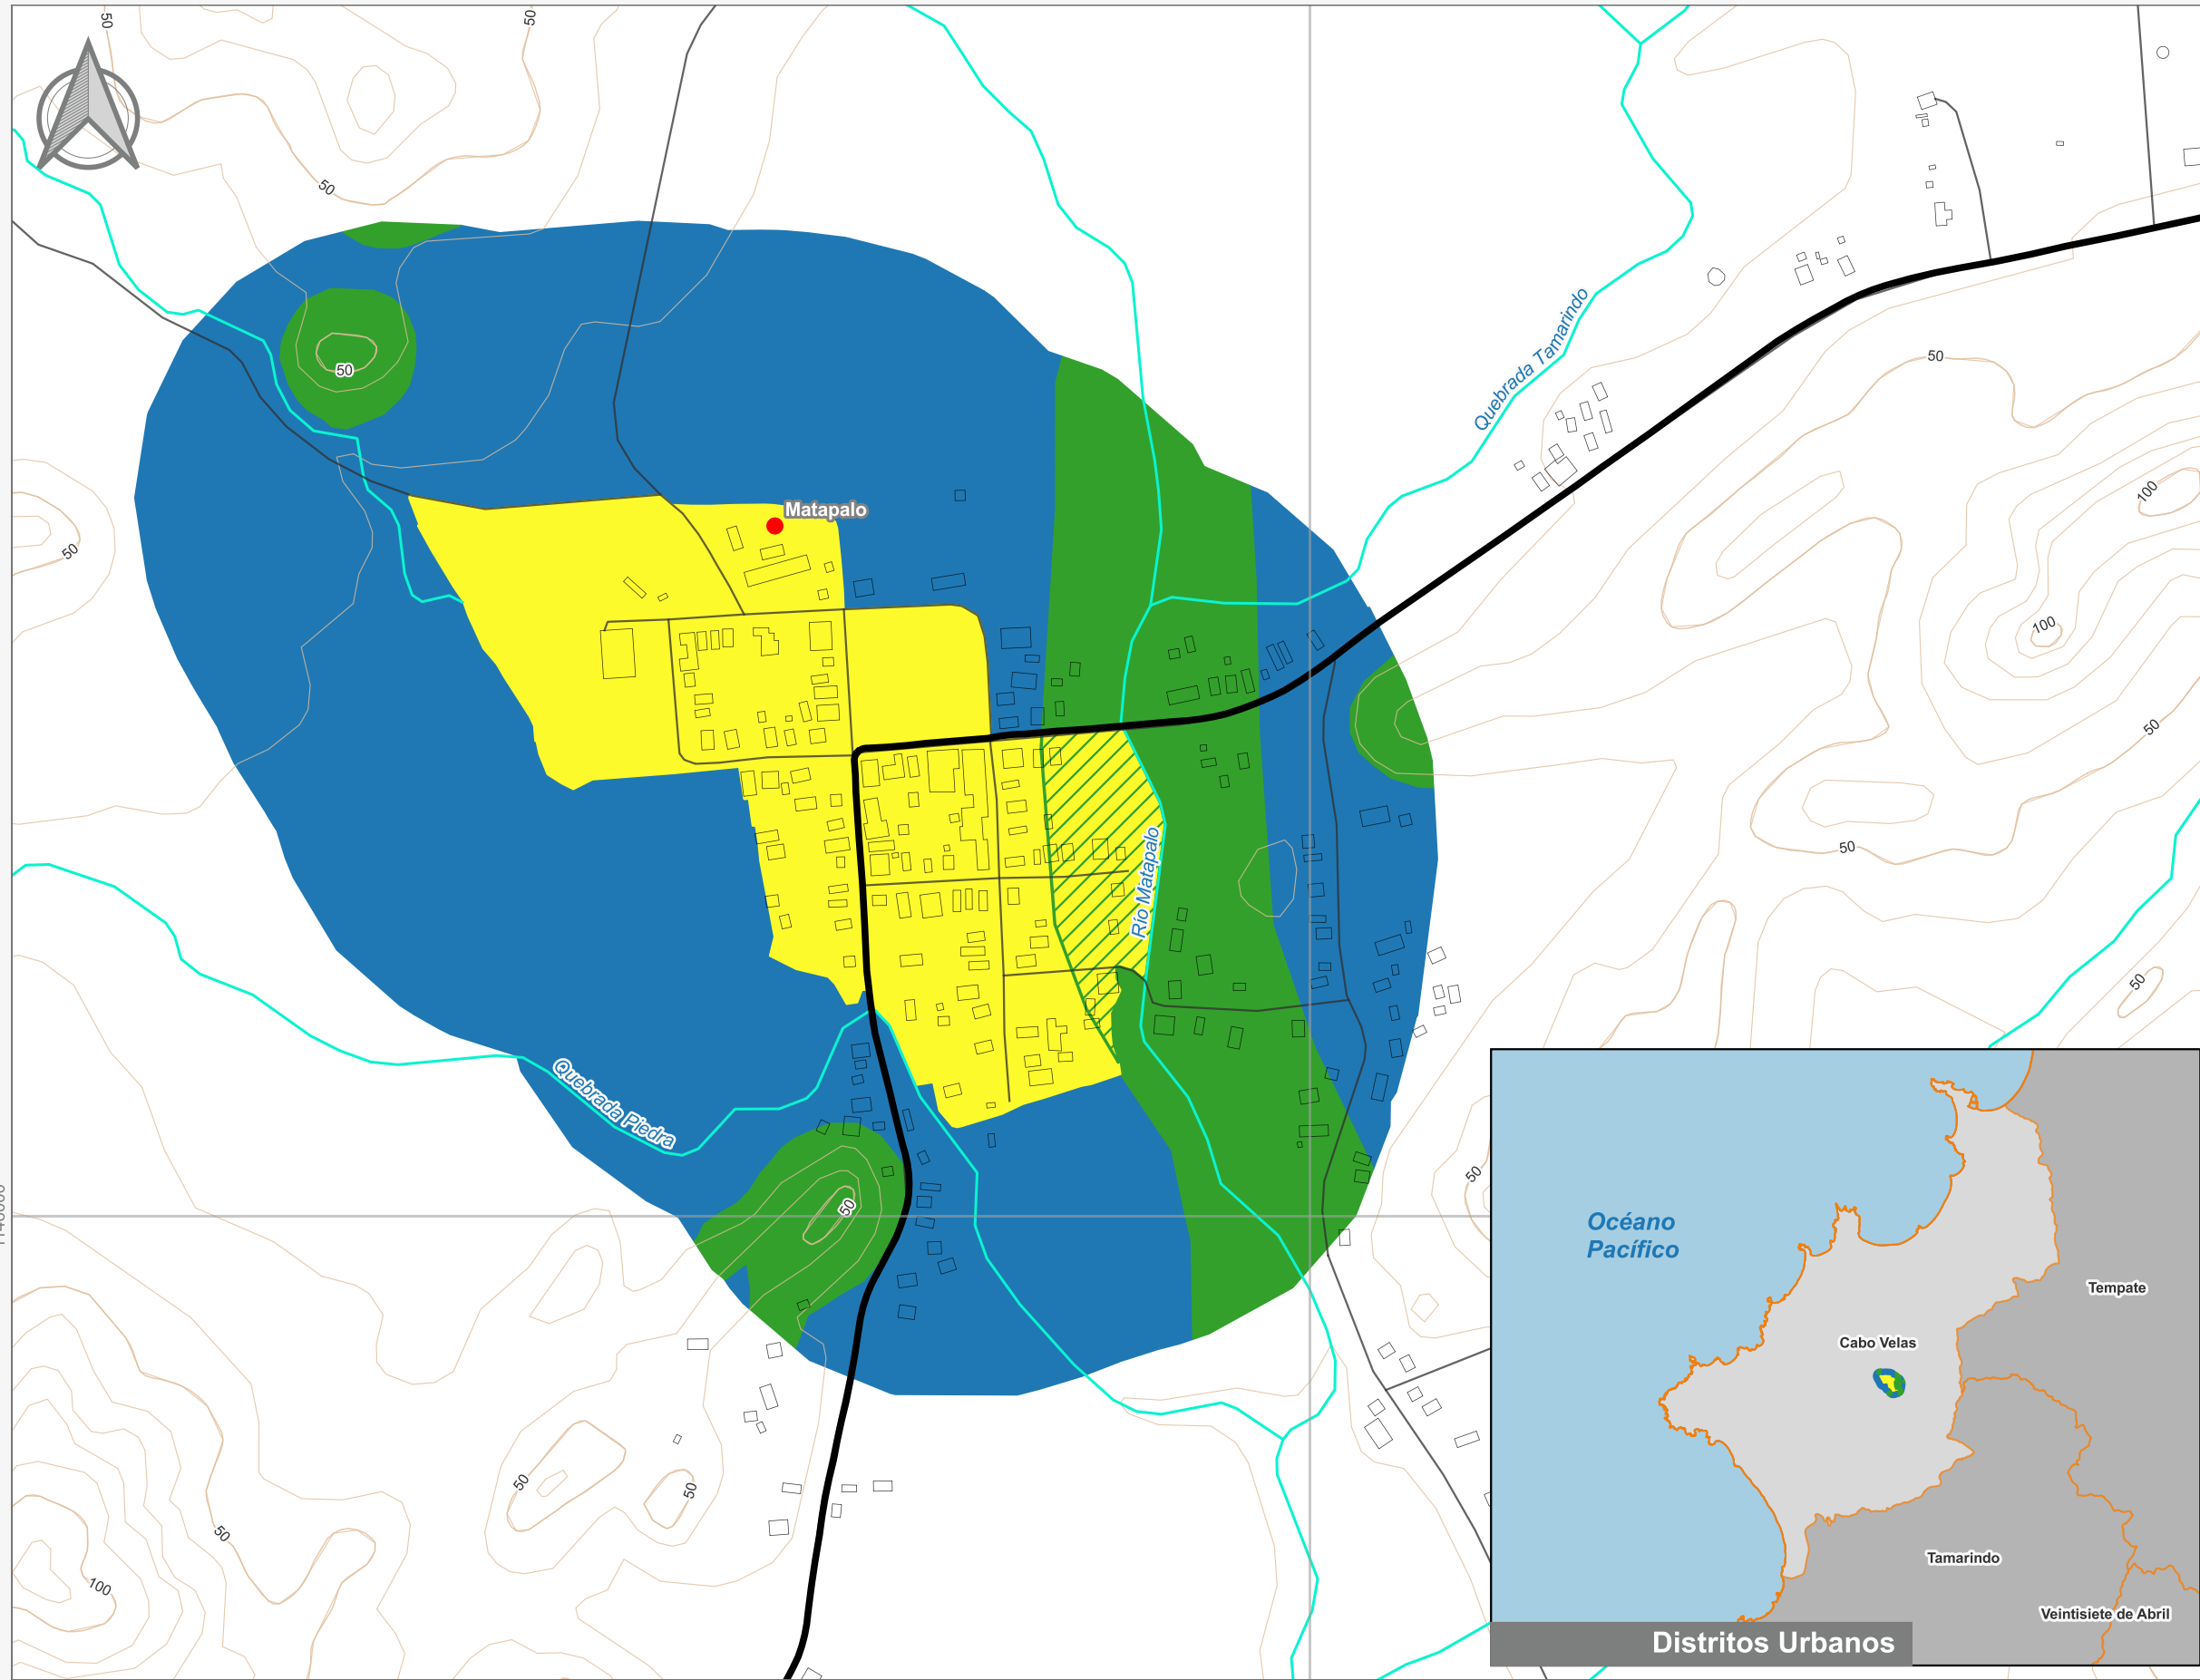 50
50
50
50
Quebrada Tamarindo
50
50
100
Matapalo
50
100
50
Río Matapalo
50
50
Quebrada Piedra
50
50
50
50
50
100
Océano
Pacífico
Tempate
Cabo Velas
Tamarindo
Veintisiete de Abril
Distritos Urbanos